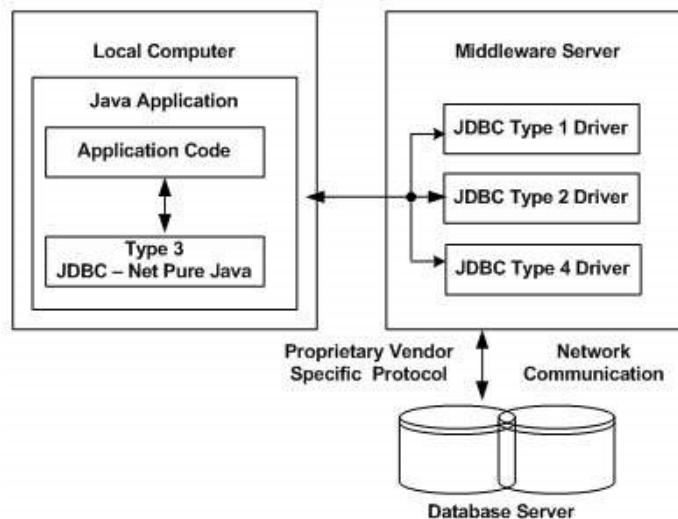 Local Computer
Java Application
Application Code
Type 3
JDBC – Net Pure Java
Middleware Server
JDBC Type 1 Driver
JDBC Type 2 Driver
JDBC Type 4 Driver
Proprietary Vendor
Specific Protocol
Network
Communication
Database Server